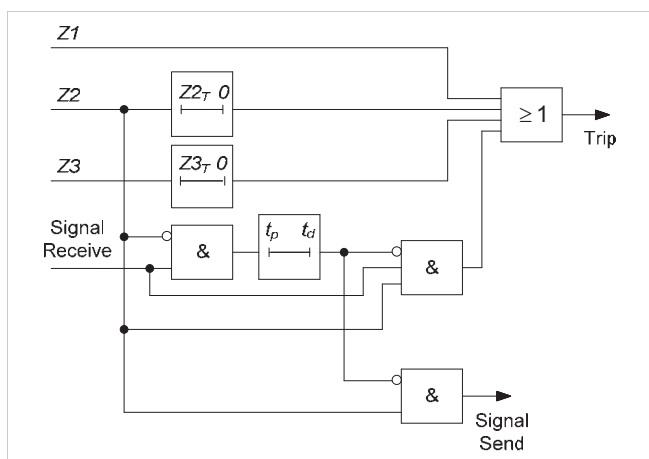 Z1
Z2
Z2T 0
≥ 1
Trip
Z3
Z3T 0
Signal
Receive
&
tp td
&
&
Signal
Send